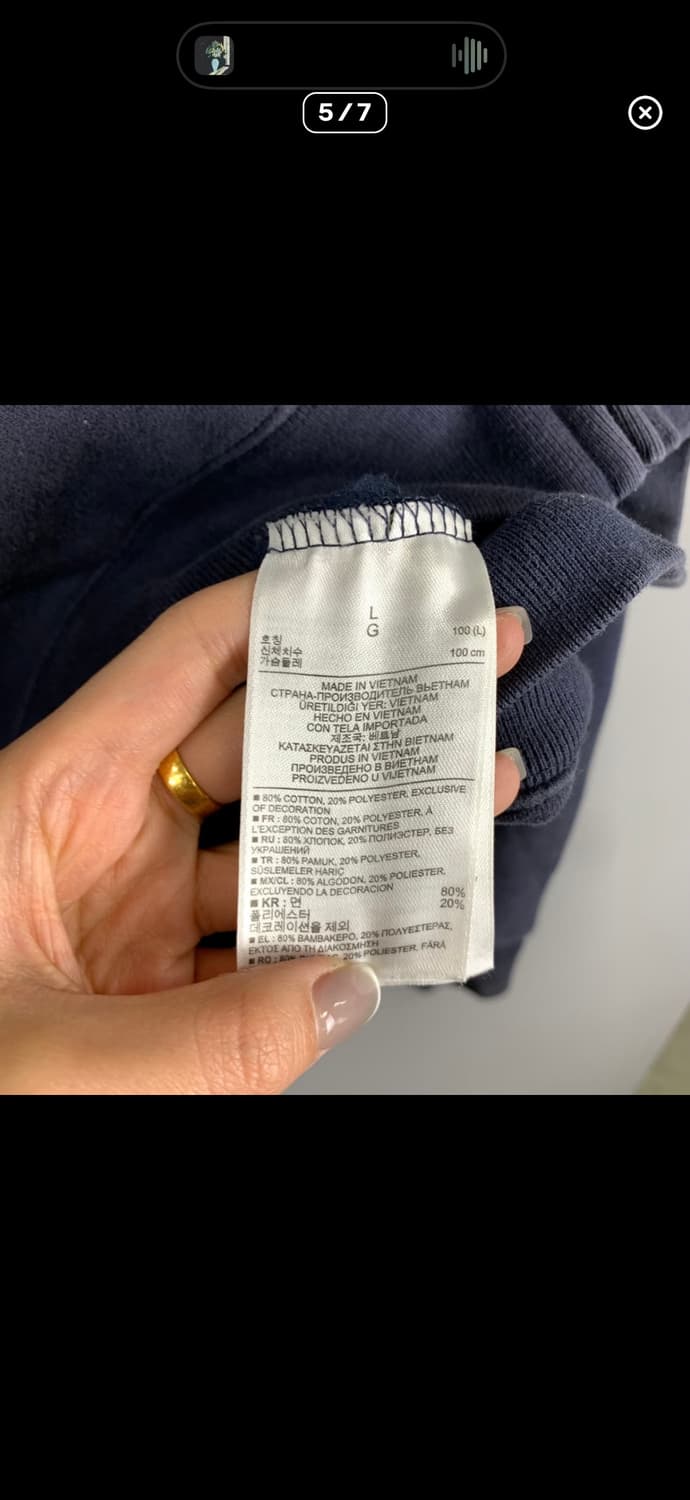 5/7
L
G
호칭 100 (L)
신체치수
가슴둘레 100 cm
MADE IN VIETNAM
СТРАНА-ПРОИЗВОДИТЕЛЬ ВЬЕТНАМ
ÜRETILDIĞI YER: VIETNAM
HECHO EN VIETNAM
CON TELA IMPORTADA
제조국: 베트남
ΚΑΤΑΣΚΕΥΑΖΕΤΑΙ ΣΤΗΝ ΒΙΕΤΝΑΜ
PRODUS IN VIETNAM
ПРОИЗВЕДЕНО В ВИЕТНАМ
PROIZVEDENO U VIJETNAM
■ 80% COTTON, 20% POLYESTER, EXCLUSIVE
OF DECORATION
■ FR : 80% COTON, 20% POLYESTER, À
L'EXCEPTION DES GARNITURES
■ RU : 80% ХЛОПОК, 20% ПОЛИЭСТЕР, БЕЗ
УКРАШЕНИЙ
■ TR : 80% PAMUK, 20% POLYESTER,
SÜSLEMELER HARIÇ
■ MX/CL : 80% ALGODON, 20% POLIESTER,
EXCLUYENDO LA DECORACION
■ KR : 면 80%
폴리에스터 20%
데코레이션을 제외
■ EL : 80% ΒΑΜΒΑΚΕΡΟ, 20% ΠΟΛΥΕΣΤΕΡΑΣ,
ΕΚΤΟΣ ΑΠΟ ΤΗ ΔΙΑΚΟΣΜΗΣΗ
■ RO : 80% 20% POLIESTER, FĂRĂ